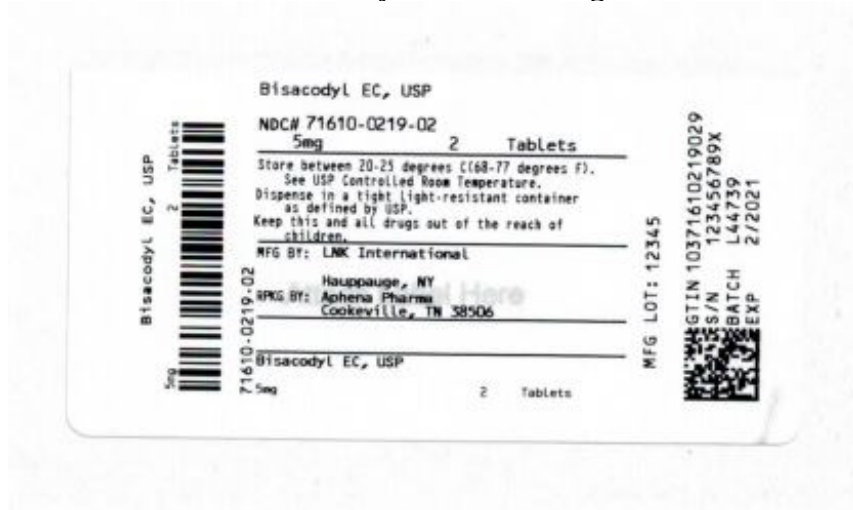 Bisacodyl EC, USP
NDC# 71610-0219-02
5mg 2 Tablets
Store between 20-25 degrees C(68-77 degrees F).
See USP Controlled Room Temperature.
Dispense in a tight light-resistant container
as defined by USP.
Keep this and all drugs out of the reach of
children.
MFG BY: LNK International
Hauppauge, NY
RPKG BY: Aphena Pharma
Cookeville, TN 38506
Bisacodyl EC, USP
5mg 2 Tablets
Bisacodyl EC, USP
5mg 2 Tablets
71610-0219-02
MFG LOT: 12345
GTIN 10371610219029
S/N 123456789X
BATCH L44739
EXP 2/2021
Here